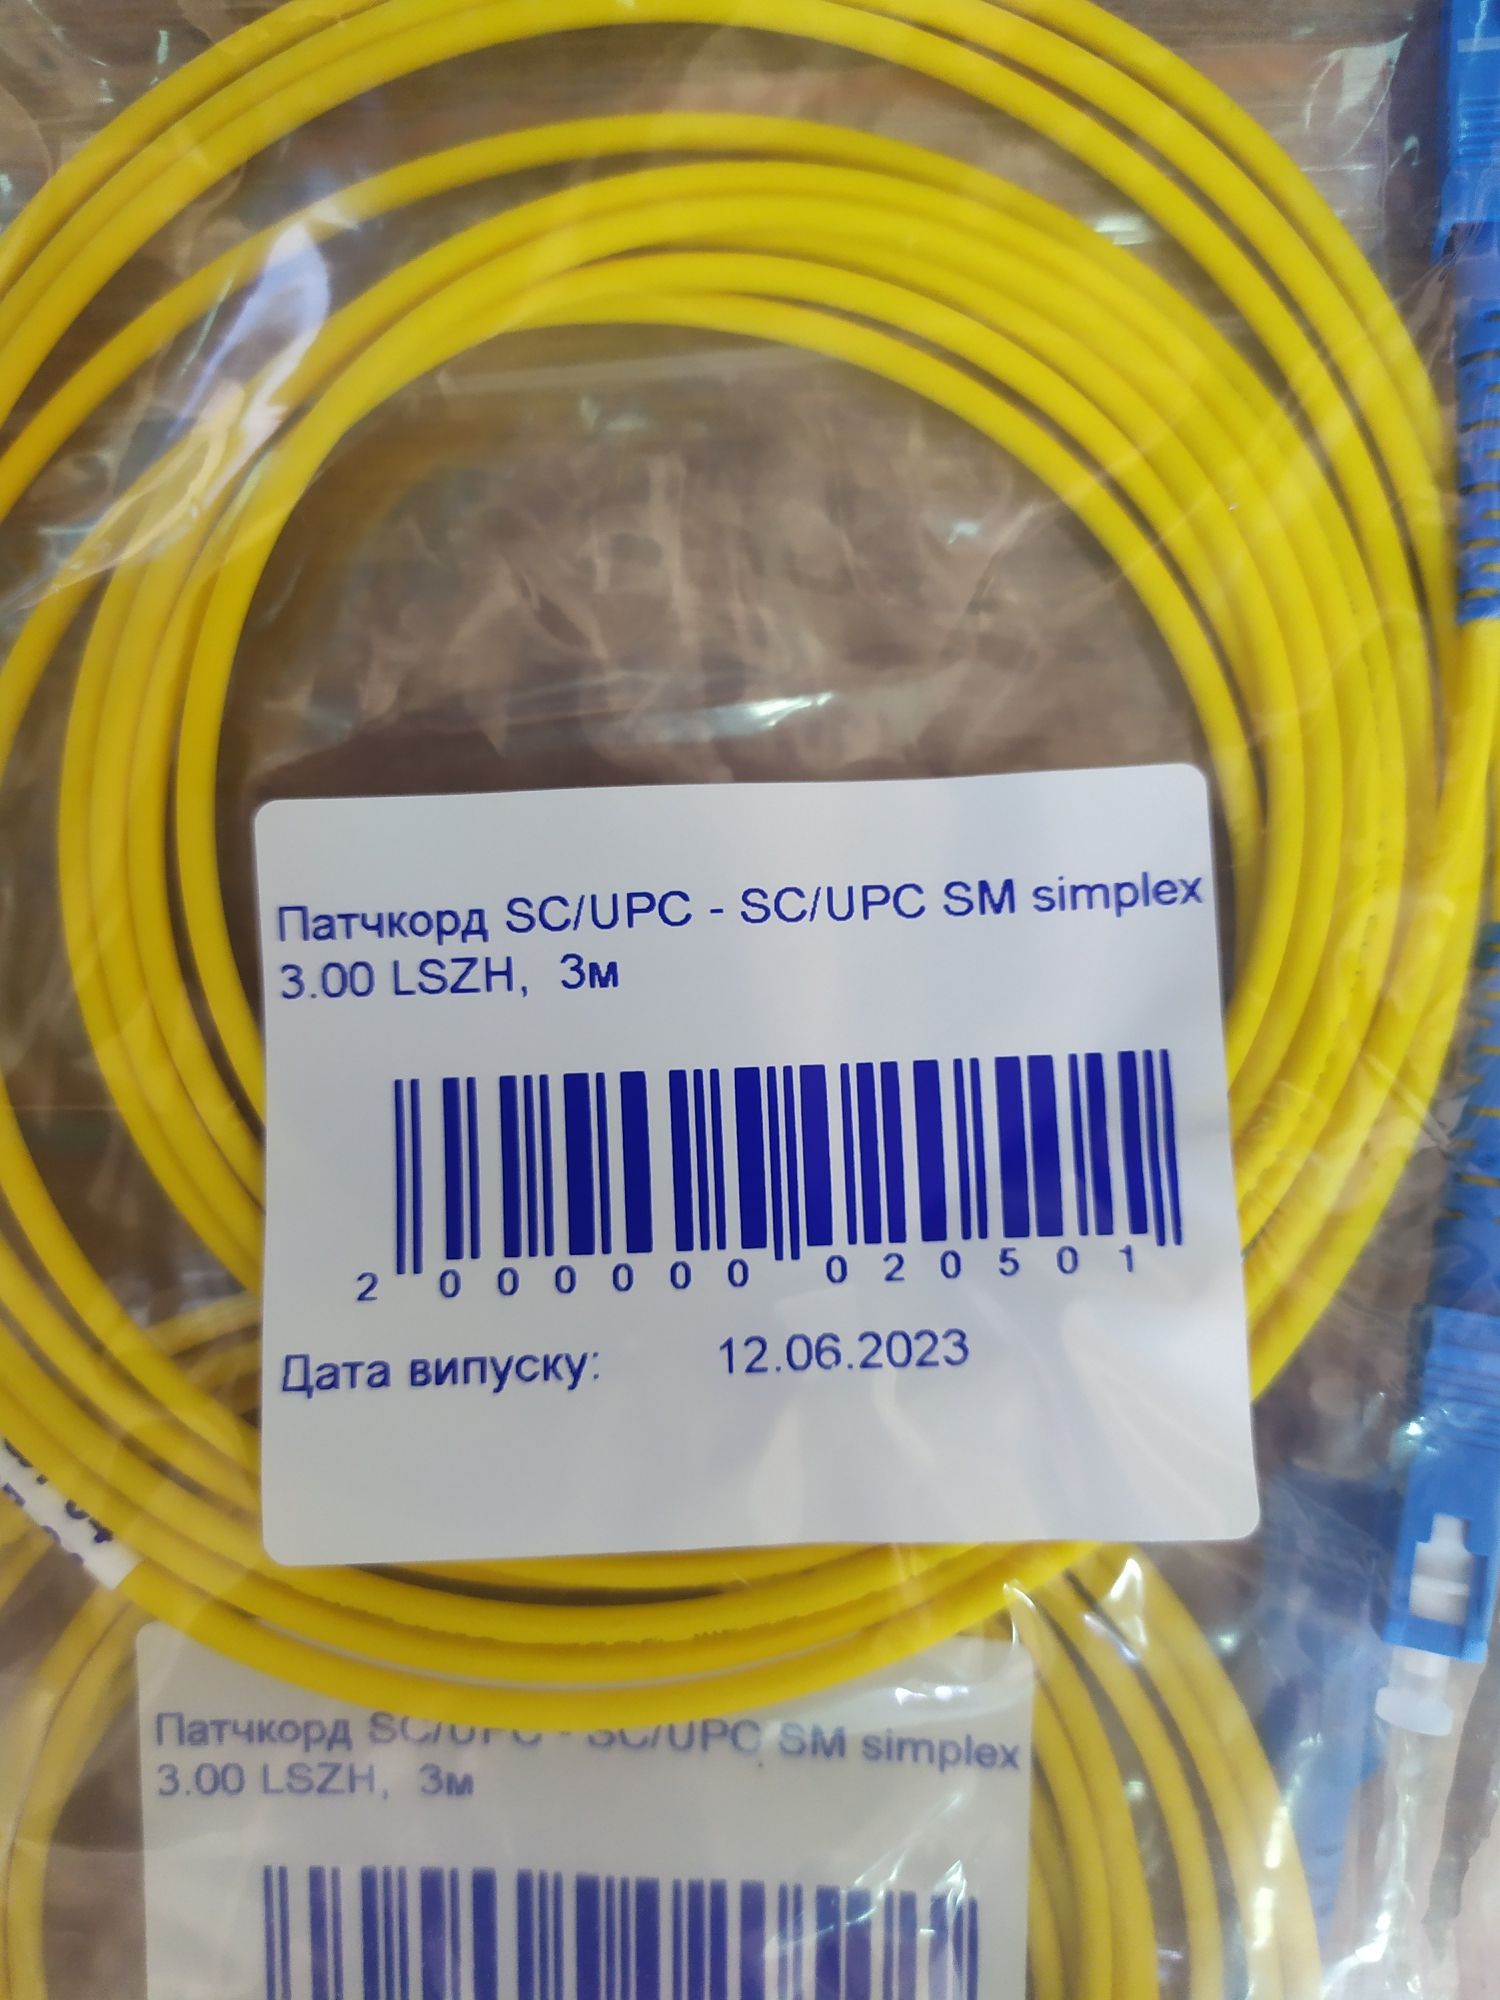 Патчкорд SC/UPC - SC/UPC SM simplex
3.00 LSZH, 3м
2 000000 020501
Дата випуску: 12.06.2023
Патчкорд SC/UPC - SC/UPC SM simplex
3.00 LSZH, 3м